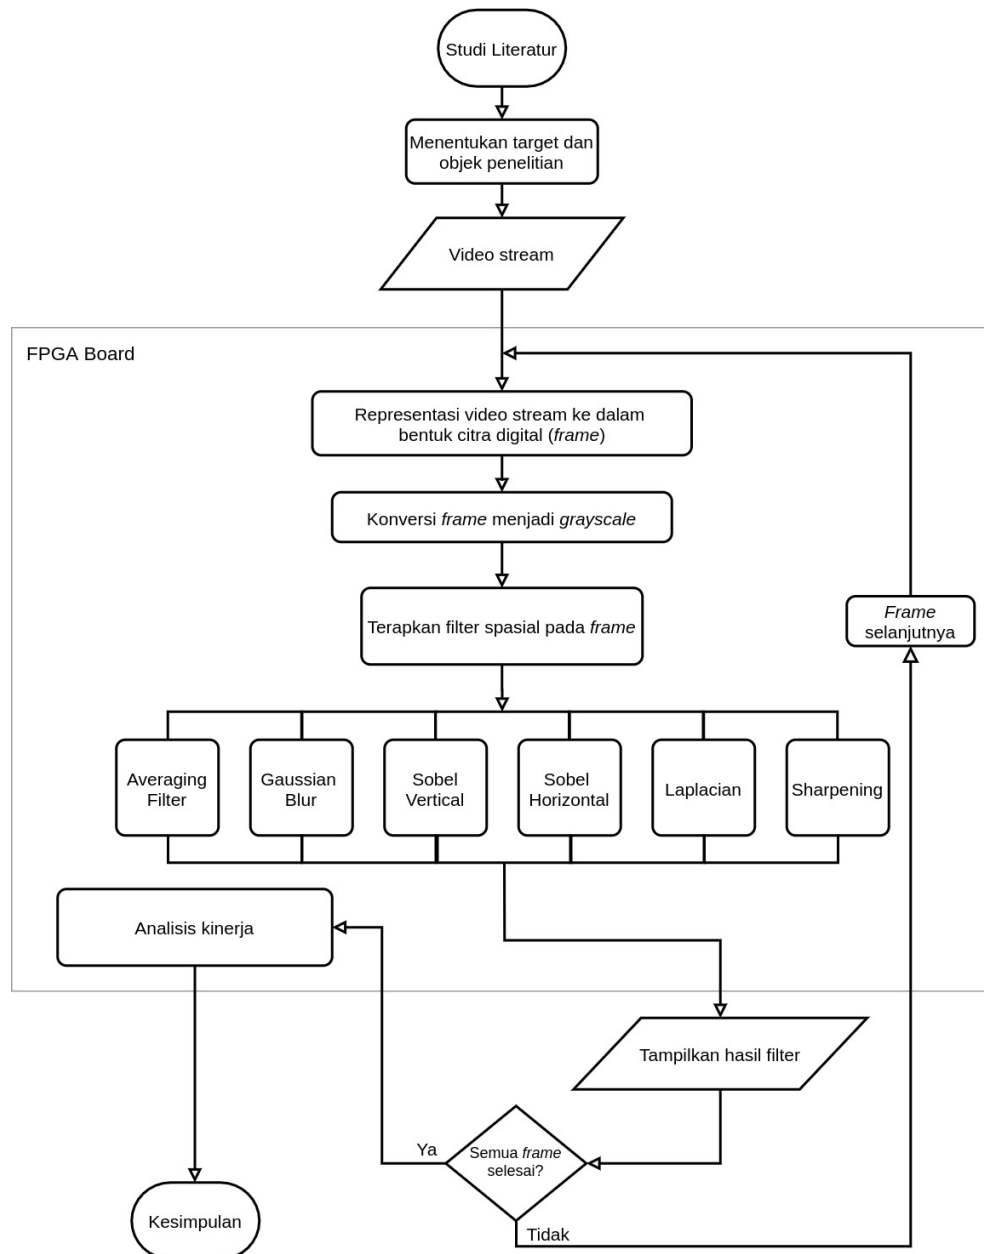 Studi Literatur
Menentukan target dan
objek penelitian
Video stream
FPGA Board
Representasi video stream ke dalam
bentuk citra digital (frame)
Konversi frame menjadi grayscale
Terapkan filter spasial pada frame
Frame
selanjutnya
Averaging
Filter
Gaussian
Blur
Sobel
Vertical
Sobel
Horizontal
Laplacian
Sharpening
Analisis kinerja
Tampilkan hasil filter
Ya
Semua frame
selesai?
Tidak
Kesimpulan